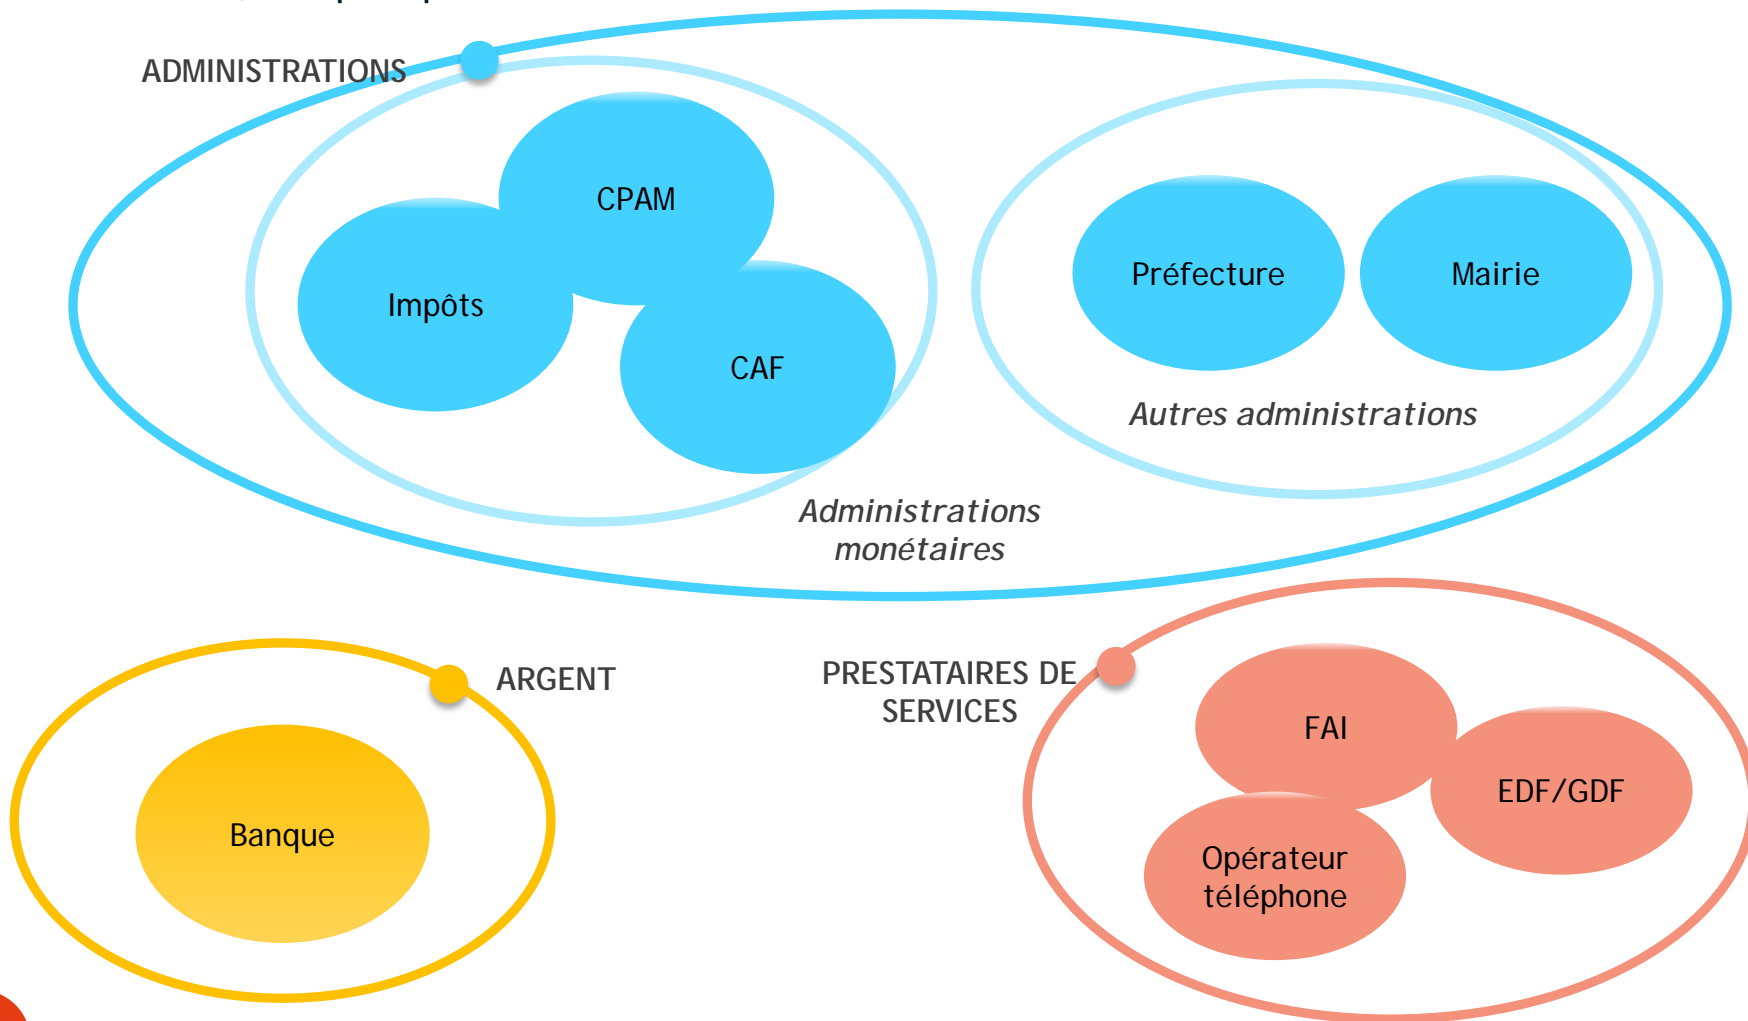 ADMINISTRATIONS
CPAM
Impôts
CAF
Administrations
monétaires
Préfecture
Mairie
Autres administrations
ARGENT
Banque
PRESTATAIRES DE
SERVICES
FAI
EDF/GDF
Opérateur
téléphone